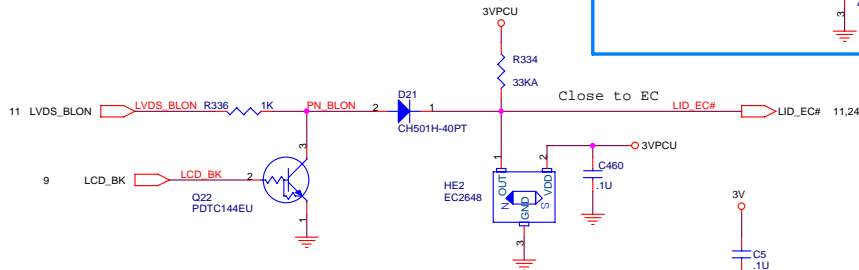 3VPCU
3
R334
33KA
D21
11 LVDS_BLON LVDS_BLON R336 1K PN_BLON 2 1 Close to EC LID_EC# LID_EC# 11,24
CH501H-40PT
3
1 2 3VPCU
9 LCD_BK LCD_BK 2 C460
.1U
HE2
EC2648
OUT VDD
N S
GND
Q22
PDTC144EU
1
3
3V
C5
.1U